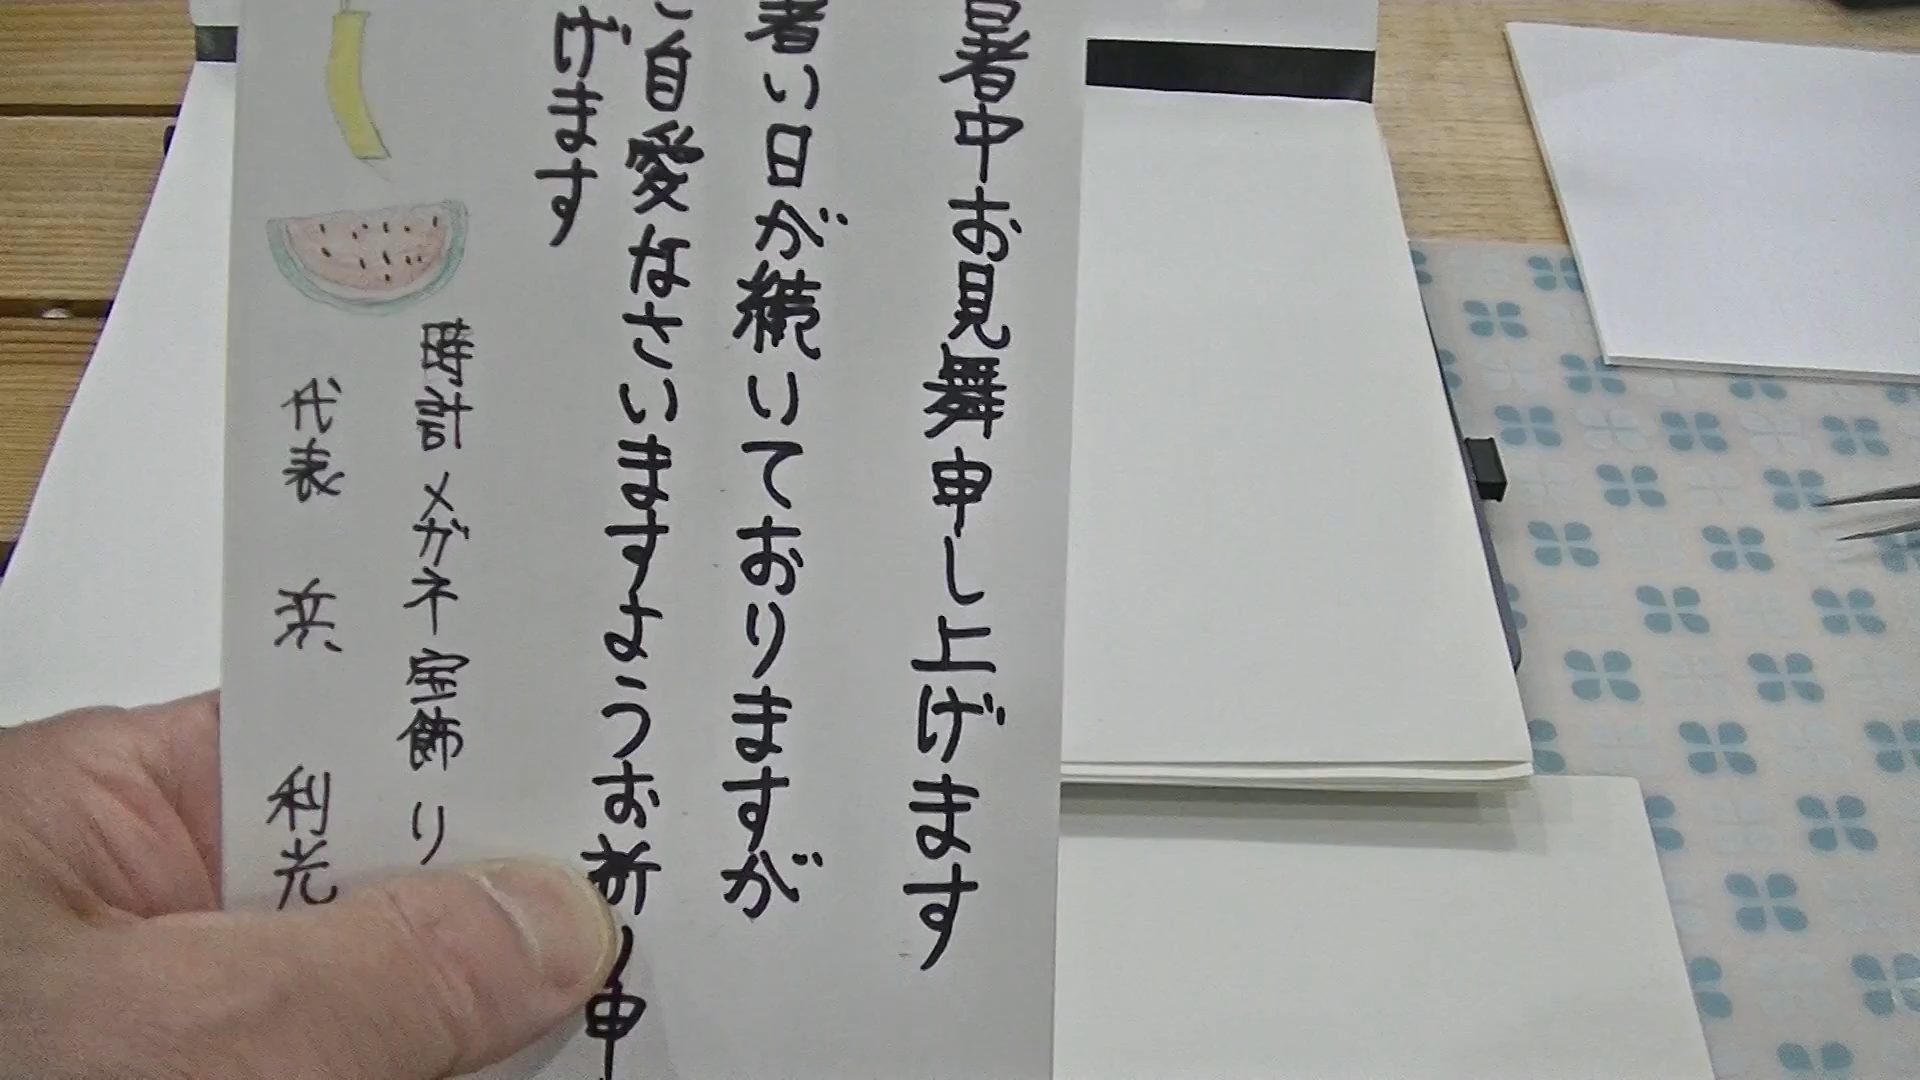 暑中お見舞申し上げます
暑い日が続いておりますが
ご自愛なさいますようお祈り申
げます
時計メガネ宝飾り
代表 浜 利光